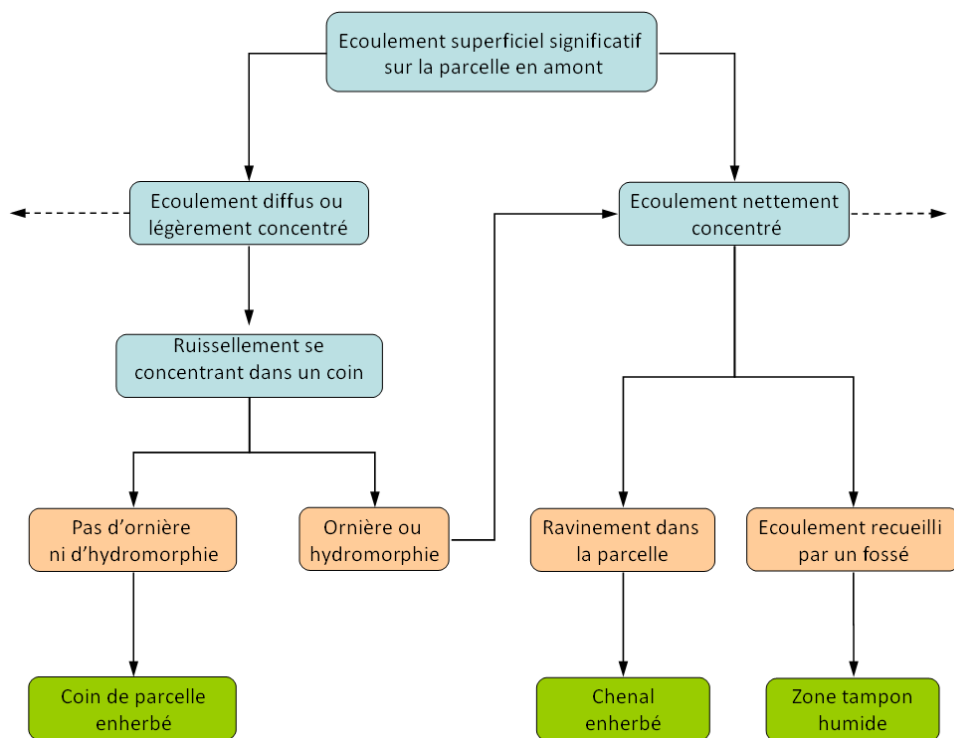 Ecoulement superficiel significatif
sur la parcelle en amont
Ecoulement diffus ou
légèrement concentré
Ecoulement nettement
concentré
Ruissellement se
concentrant dans un coin
Pas d’ornière
ni d’hydromorphie
Ornière ou
hydromorphie
Ravinement dans
la parcelle
Ecoulement recueilli
par un fossé
Coin de parcelle
enherbé
Chenal
enherbé
Zone tampon
humide